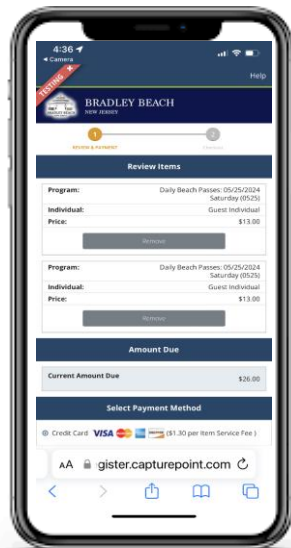 4:36
◂ Camera
TESTING
Help
BRADLEY BEACH
NEW JERSEY
1
2
REVIEW & PAYMENT
Review Items
Program: Daily Beach Passes: 05/25/2024
Saturday (0525)
Individual: Guest Individual
Price: $13.00
Remove
Program: Daily Beach Passes: 05/25/2024
Saturday (0525)
Individual: Guest Individual
Price: $13.00
Remove
Amount Due
Current Amount Due $26.00
Select Payment Method
Credit Card VISA ($1.30 per Item Service Fee )
AA gister.capturepoint.com